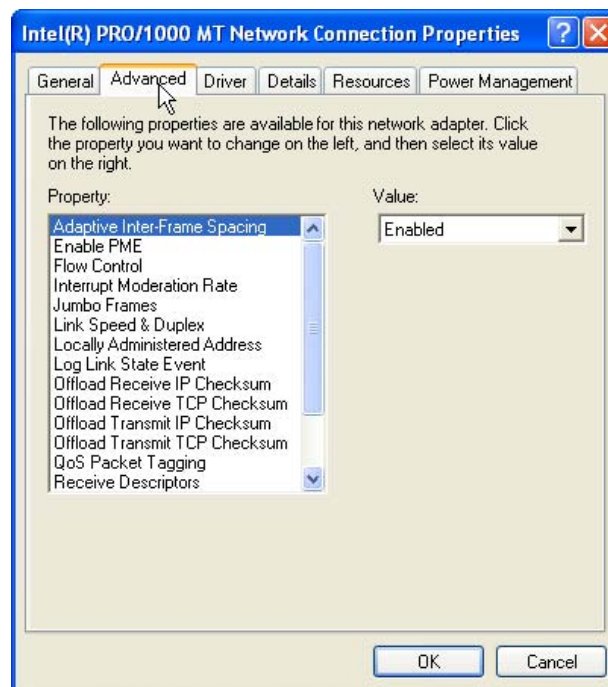 Intel(R) PRO/1000 MT Network Connection Properties
General Advanced Driver Details Resources Power Management
The following properties are available for this network adapter. Click
the property you want to change on the left, and then select its value
on the right.
Property:
Value:
Adaptive Inter-Frame Spacing
Enabled
Enable PME
Flow Control
Interrupt Moderation Rate
Jumbo Frames
Link Speed & Duplex
Locally Administered Address
Log Link State Event
Offload Receive IP Checksum
Offload Receive TCP Checksum
Offload Transmit IP Checksum
Offload Transmit TCP Checksum
QoS Packet Tagging
Receive Descriptors
OK Cancel